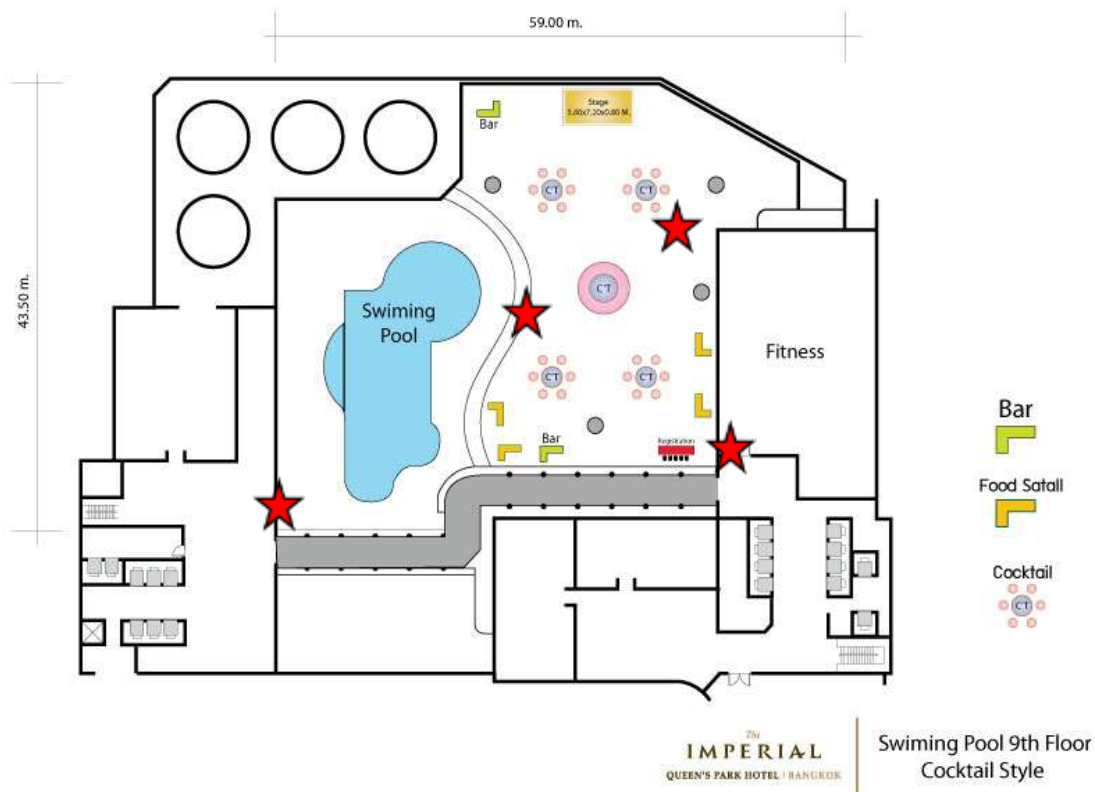 59.00 m.
43.50 m.
Stage
5.60x7.20x0.80 M.
Bar
CT
CT
CT
Swiming
Pool
Fitness
CT
CT
Bar
Registration
Bar
Food Satall
Cocktail
CT
The
IMPERIAL
QUEEN'S PARK HOTEL | BANGKOK
Swiming Pool 9th Floor
Cocktail Style